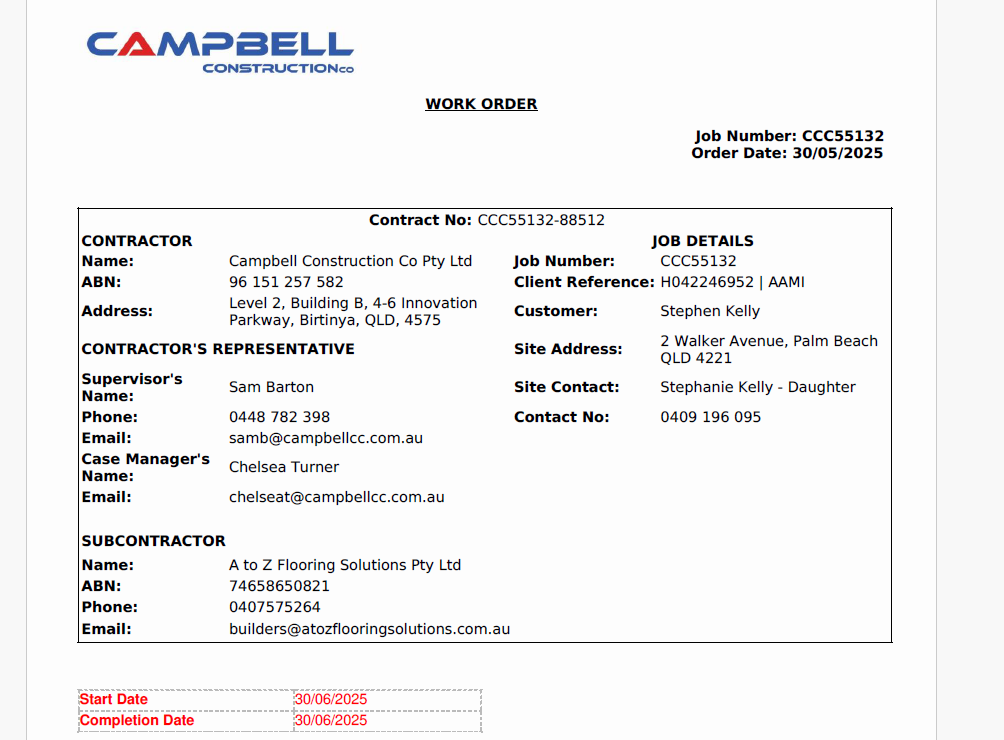 CAMPBELL
CONSTRUCTIONCO
WORK ORDER
Job Number: CCC55132
Order Date: 30/05/2025
Contract No: CCC55132-88512
CONTRACTOR JOB DETAILS
Name: Campbell Construction Co Pty Ltd Job Number: CCC55132
ABN: 96 151 257 582 Client Reference: H042246952 | AAMI
Address: Level 2, Building B, 4-6 Innovation
Parkway, Birtinya, QLD, 4575 Customer: Stephen Kelly
CONTRACTOR'S REPRESENTATIVE Site Address: 2 Walker Avenue, Palm Beach
QLD 4221
Supervisor's
Name: Sam Barton Site Contact: Stephanie Kelly - Daughter
Phone: 0448 782 398 Contact No: 0409 196 095
Email: samb@campbellcc.com.au
Case Manager's
Name: Chelsea Turner
Email: chelseat@campbellcc.com.au
SUBCONTRACTOR
Name: A to Z Flooring Solutions Pty Ltd
ABN: 74658650821
Phone: 0407575264
Email: builders@atozflooringsolutions.com.au
Start Date 30/06/2025
Completion Date 30/06/2025